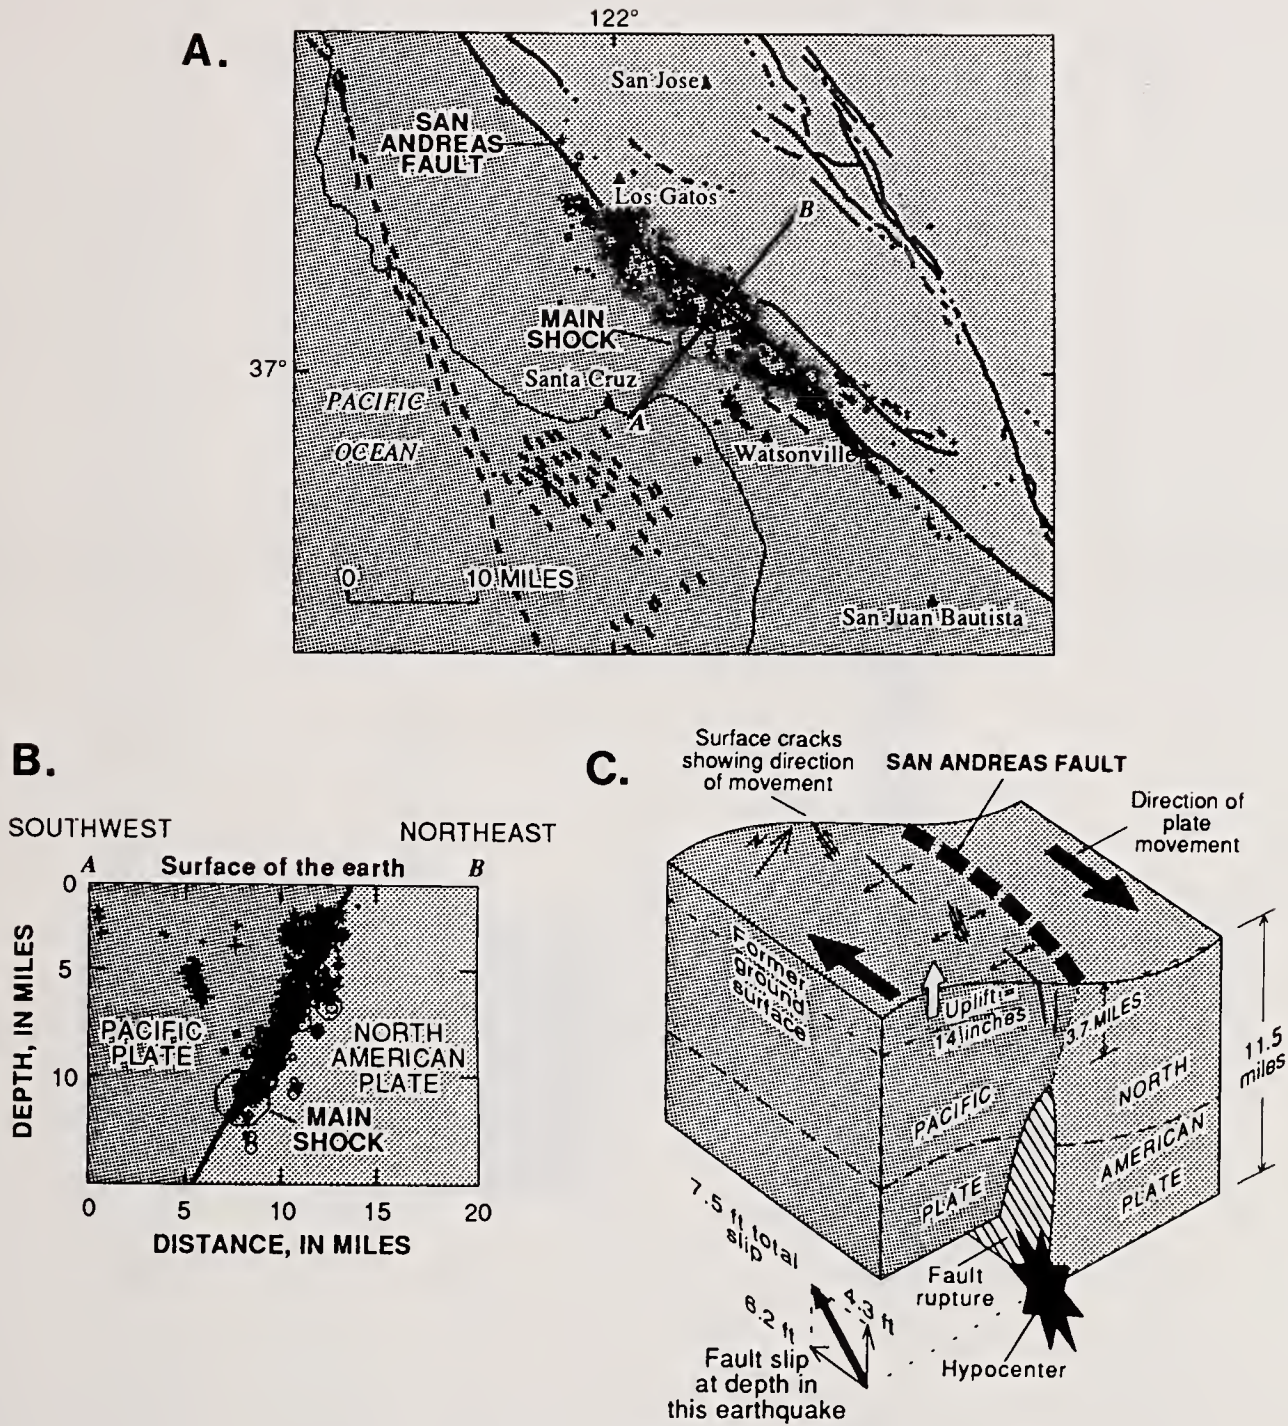 A.
122°
San Jose
SAN
ANDREAS
FAULT
Los Gatos
B
MAIN
SHOCK
37°
Santa Cruz
PACIFIC
OCEAN
A
Watsonville
0
10 MILES
San Juan Bautista
B.
SOUTHWEST
NORTHEAST
A
Surface of the earth
B
0
5
10
DEPTH, IN MILES
PACIFIC
PLATE
NORTH
AMERICAN
PLATE
MAIN
SHOCK
0
5
10
15
20
DISTANCE, IN MILES
C.
Surface cracks
showing direction
of movement
SAN ANDREAS FAULT
Direction of
plate
movement
Former
ground
surface
Uplift =
14 inches
3.7 MILES
11.5
miles
PACIFIC
PLATE
NORTH
AMERICAN
PLATE
7.5 ft total
slip
6.2 ft
4.3 ft
Fault
rupture
Hypocenter
Fault slip
at depth in
this earthquake